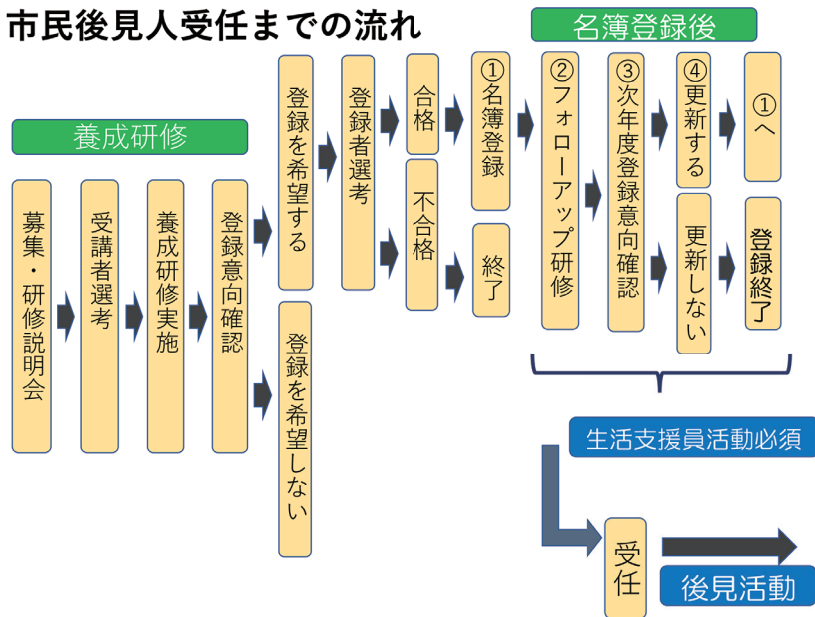 市民後見人受任までの流れ
養成研修
募集・研修説明会
受講者選考
養成研修実施
登録意向確認
登録を希望する
登録を希望しない
登録者選考
合格
不合格
①名簿登録
終了
名簿登録後
②フォローアップ研修
③次年度登録意向確認
④更新する
更新しない
①へ
登録終了
生活支援員活動必須
受任
後見活動